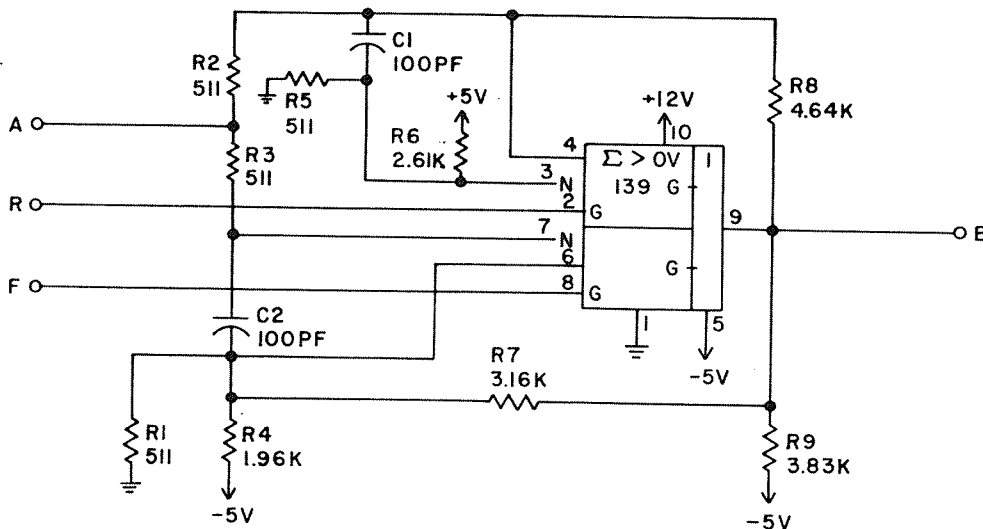 C1
100PF
R2
511
R5
511
+5V
+12V
R8
4.64K
A
R6
2.61K
10
4
Σ > 0V
1
R3
511
3
N
139
G
R
2
G
7
N
9
E
6
G
F
8
G
C2
100PF
1
5
-5V
R7
3.16K
R1
511
R4
1.96K
R9
3.83K
-5V
-5V